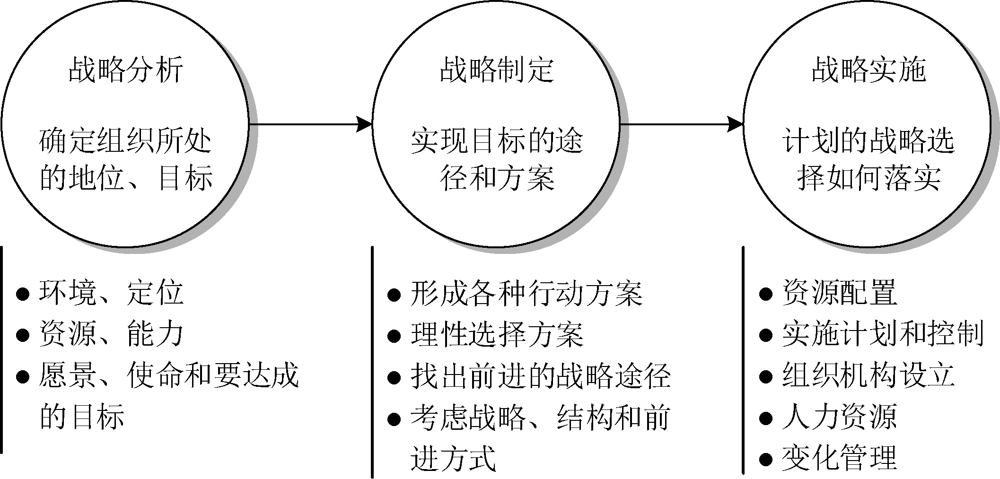 战略分析
确定组织所处
的地位、目标
战略制定
实现目标的途
径和方案
战略实施
计划的战略选
择如何落实
● 环境、定位
● 资源、能力
● 愿景、使命和要达成
的目标
● 形成各种行动方案
● 理性选择方案
● 找出前进的战略途径
● 考虑战略、结构和前
进方式
● 资源配置
● 实施计划和控制
● 组织机构设立
● 人力资源
● 变化管理